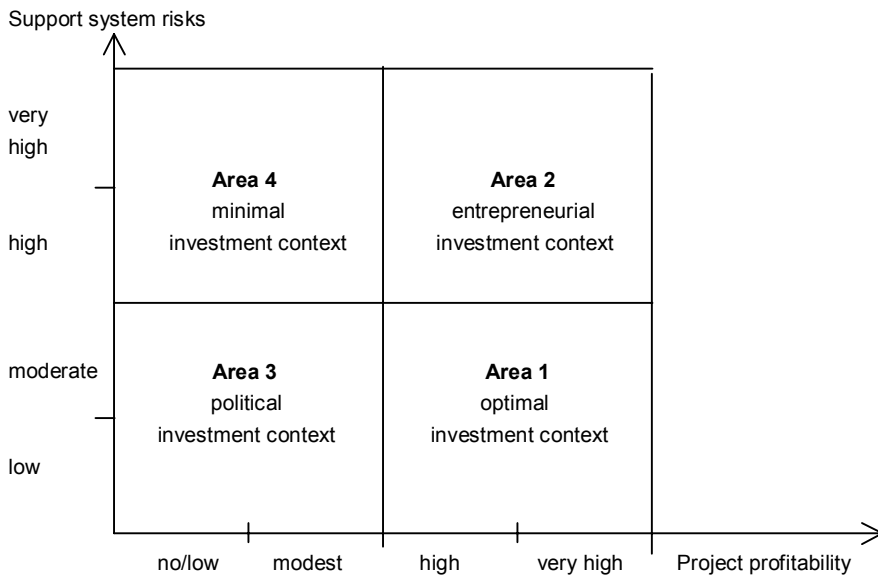 Support system risks
very
high
high
moderate
low
Area 4
minimal
investment context
Area 2
entrepreneurial
investment context
Area 3
political
investment context
Area 1
optimal
investment context
no/low
modest
high
very high
Project profitability